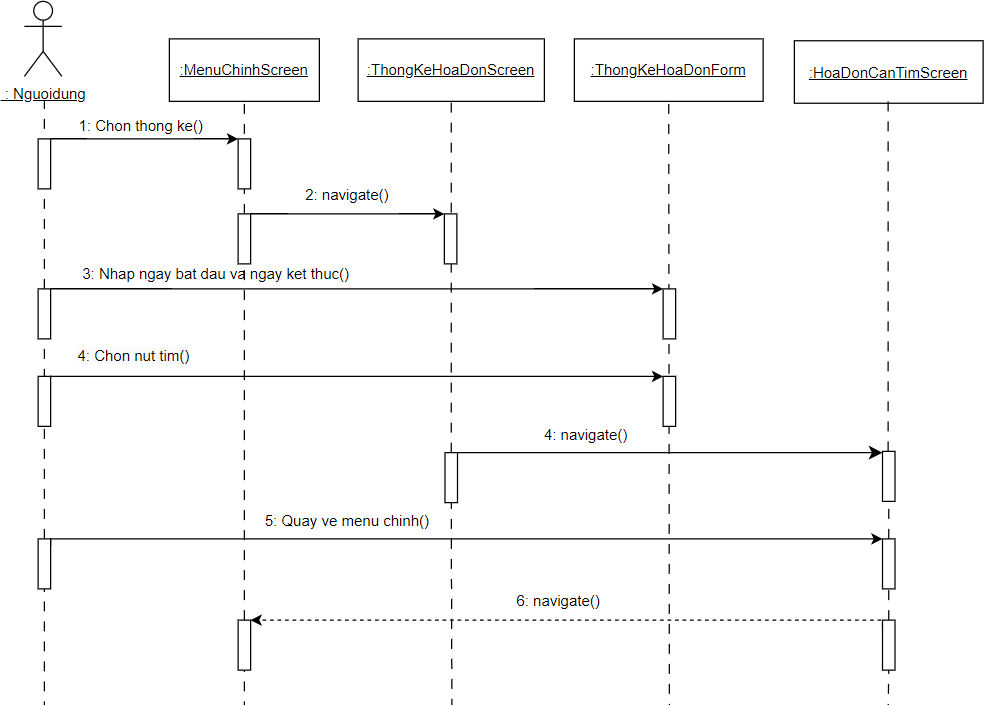 : Nguoidung
:MenuChinhScreen
:ThongKeHoaDonScreen
:ThongKeHoaDonForm
:HoaDonCanTimScreen
1: Chon thong ke()
2: navigate()
3: Nhap ngay bat dau va ngay ket thuc()
4: Chon nut tim()
4: navigate()
5: Quay ve menu chinh()
6: navigate()